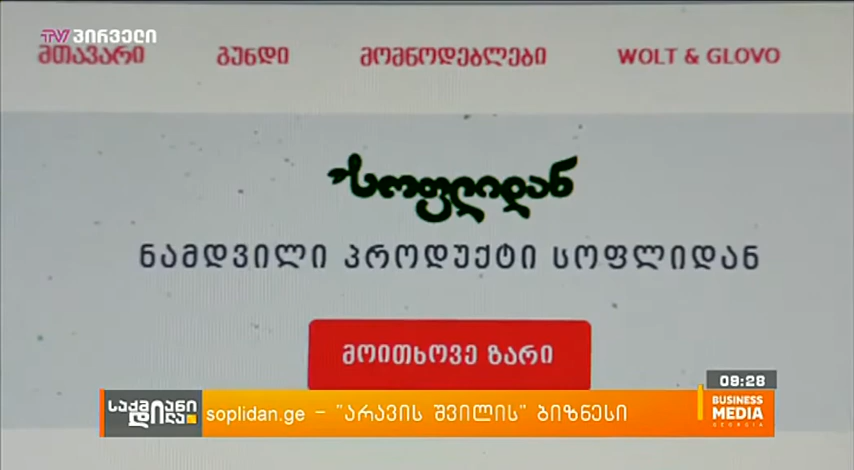 TV ᲞᲘᲠᲕᲔᲚᲘ
ᲛᲗᲐᲕᲐᲠᲘ ᲒᲣᲜᲓᲘ ᲛᲝᲛᲬᲝᲓᲔᲑᲚᲔᲑᲘ WOLT & GLOVO
სოფლიდან
ᲜᲐᲛᲓᲕᲘᲚᲘ ᲞᲠᲝᲓᲣᲥᲢᲘ ᲡᲝᲤᲚᲘᲓᲐᲜ
ᲛᲝᲘᲗᲮᲝᲕᲔ ᲖᲐᲠᲘ
09:28
ᲡᲐᲥᲛᲘᲐᲜᲘ ᲓᲘᲚᲐ
soplidan.ge – "ᲐᲠᲐᲕᲘᲡ ᲨᲕᲘᲚᲘᲡ" ᲑᲘᲖᲜᲔᲡᲘ
BUSINESS
MEDIA
GEORGIA